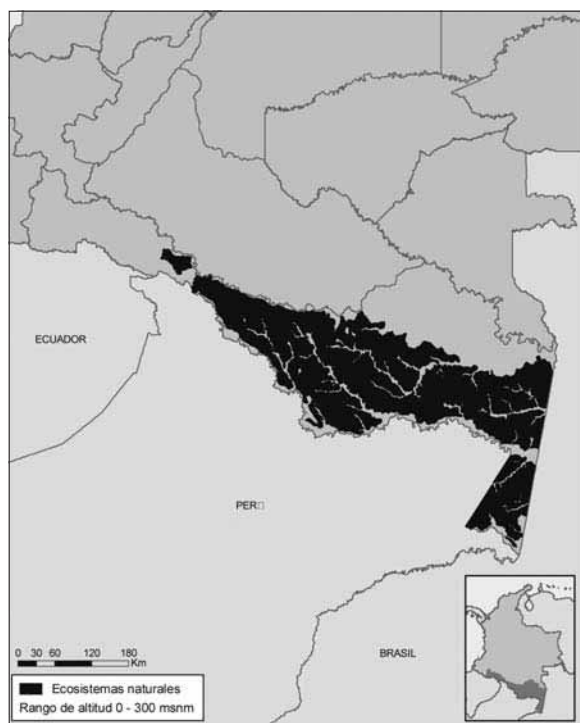 ECUADOR
PER□
BRASIL
0 30 60 120 180
Km
Ecosistemas naturales
Rango de altitud 0 - 300 msnm